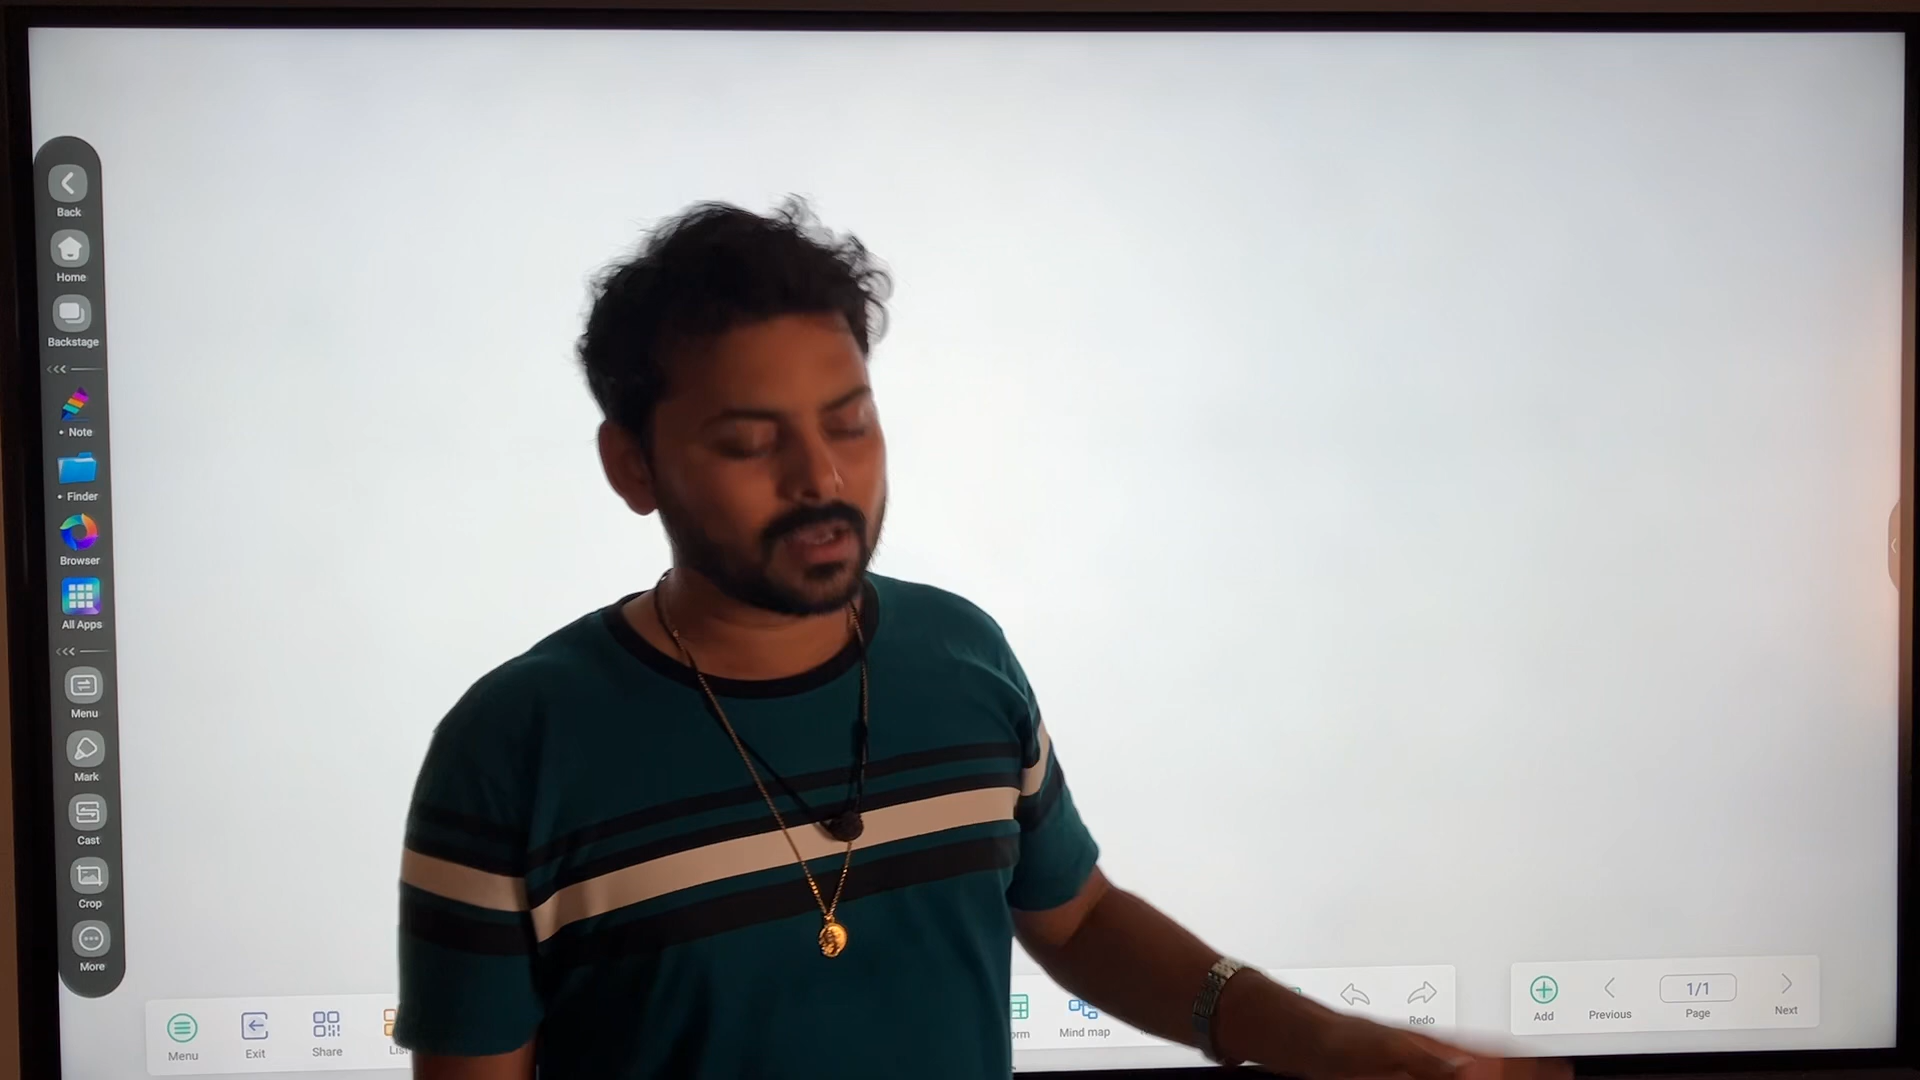 Back
Home
Backstage
Note
Finder
Browser
All Apps
Menu
Mark
Cast
Crop
More
Menu
Exit
Share
Mind map
Redo
Add
Previous
1/1
Page
Next